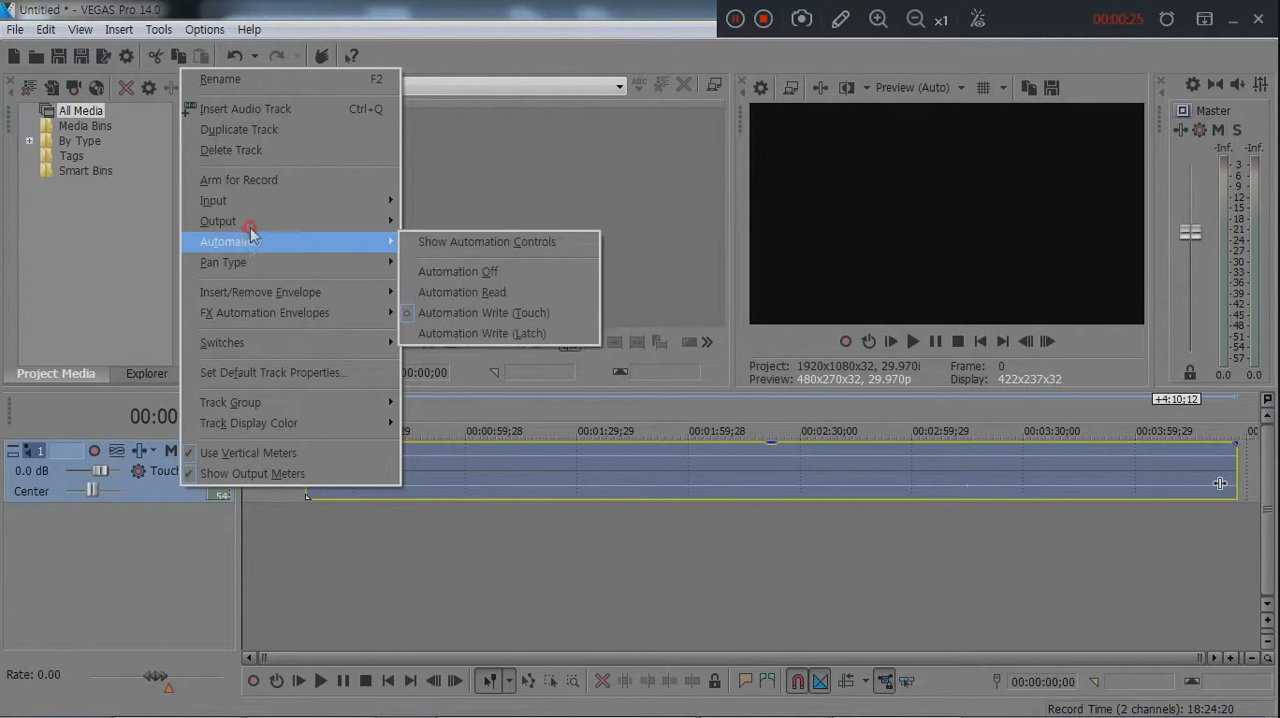 Untitled * - VEGAS Pro 14.0
x1
00:00:25
File Edit View Insert Tools Options Help
All Media
Media Bins
By Type
Tags
Smart Bins
Project Media Explorer
Rename F2
Insert Audio Track Ctrl+Q
Duplicate Track
Delete Track
Arm for Record
Input
Output
Pan Type
Insert/Remove Envelope
FX Automation Envelopes
Switches
Set Default Track Properties...
Track Group
Track Display Color
Use Vertical Meters
Show Output Meters
Show Automation Controls
Automation Off
Automation Read
Automation Write (Touch)
Automation Write (Latch)
Preview (Auto)
Project: 1920x1080x32, 29.970i
Preview: 480x270x32, 29.970p
Frame: 0
Display: 422x237x32
Master
M S
-Inf. -Inf.
3
6
9
12
15
18
21
24
27
30
33
36
39
42
45
48
51
54
57
0.0 0.0
+4:10;12
00:00:59;28 00:01:29;29 00:01:59;29 00:02:30;00 00:03:00;00 00:03:30;00 00:03:59;29
1 M
0.0 dB Touch
Center
54
Rate: 0.00
00:00:00;00
Record Time (2 channels): 18:24:20